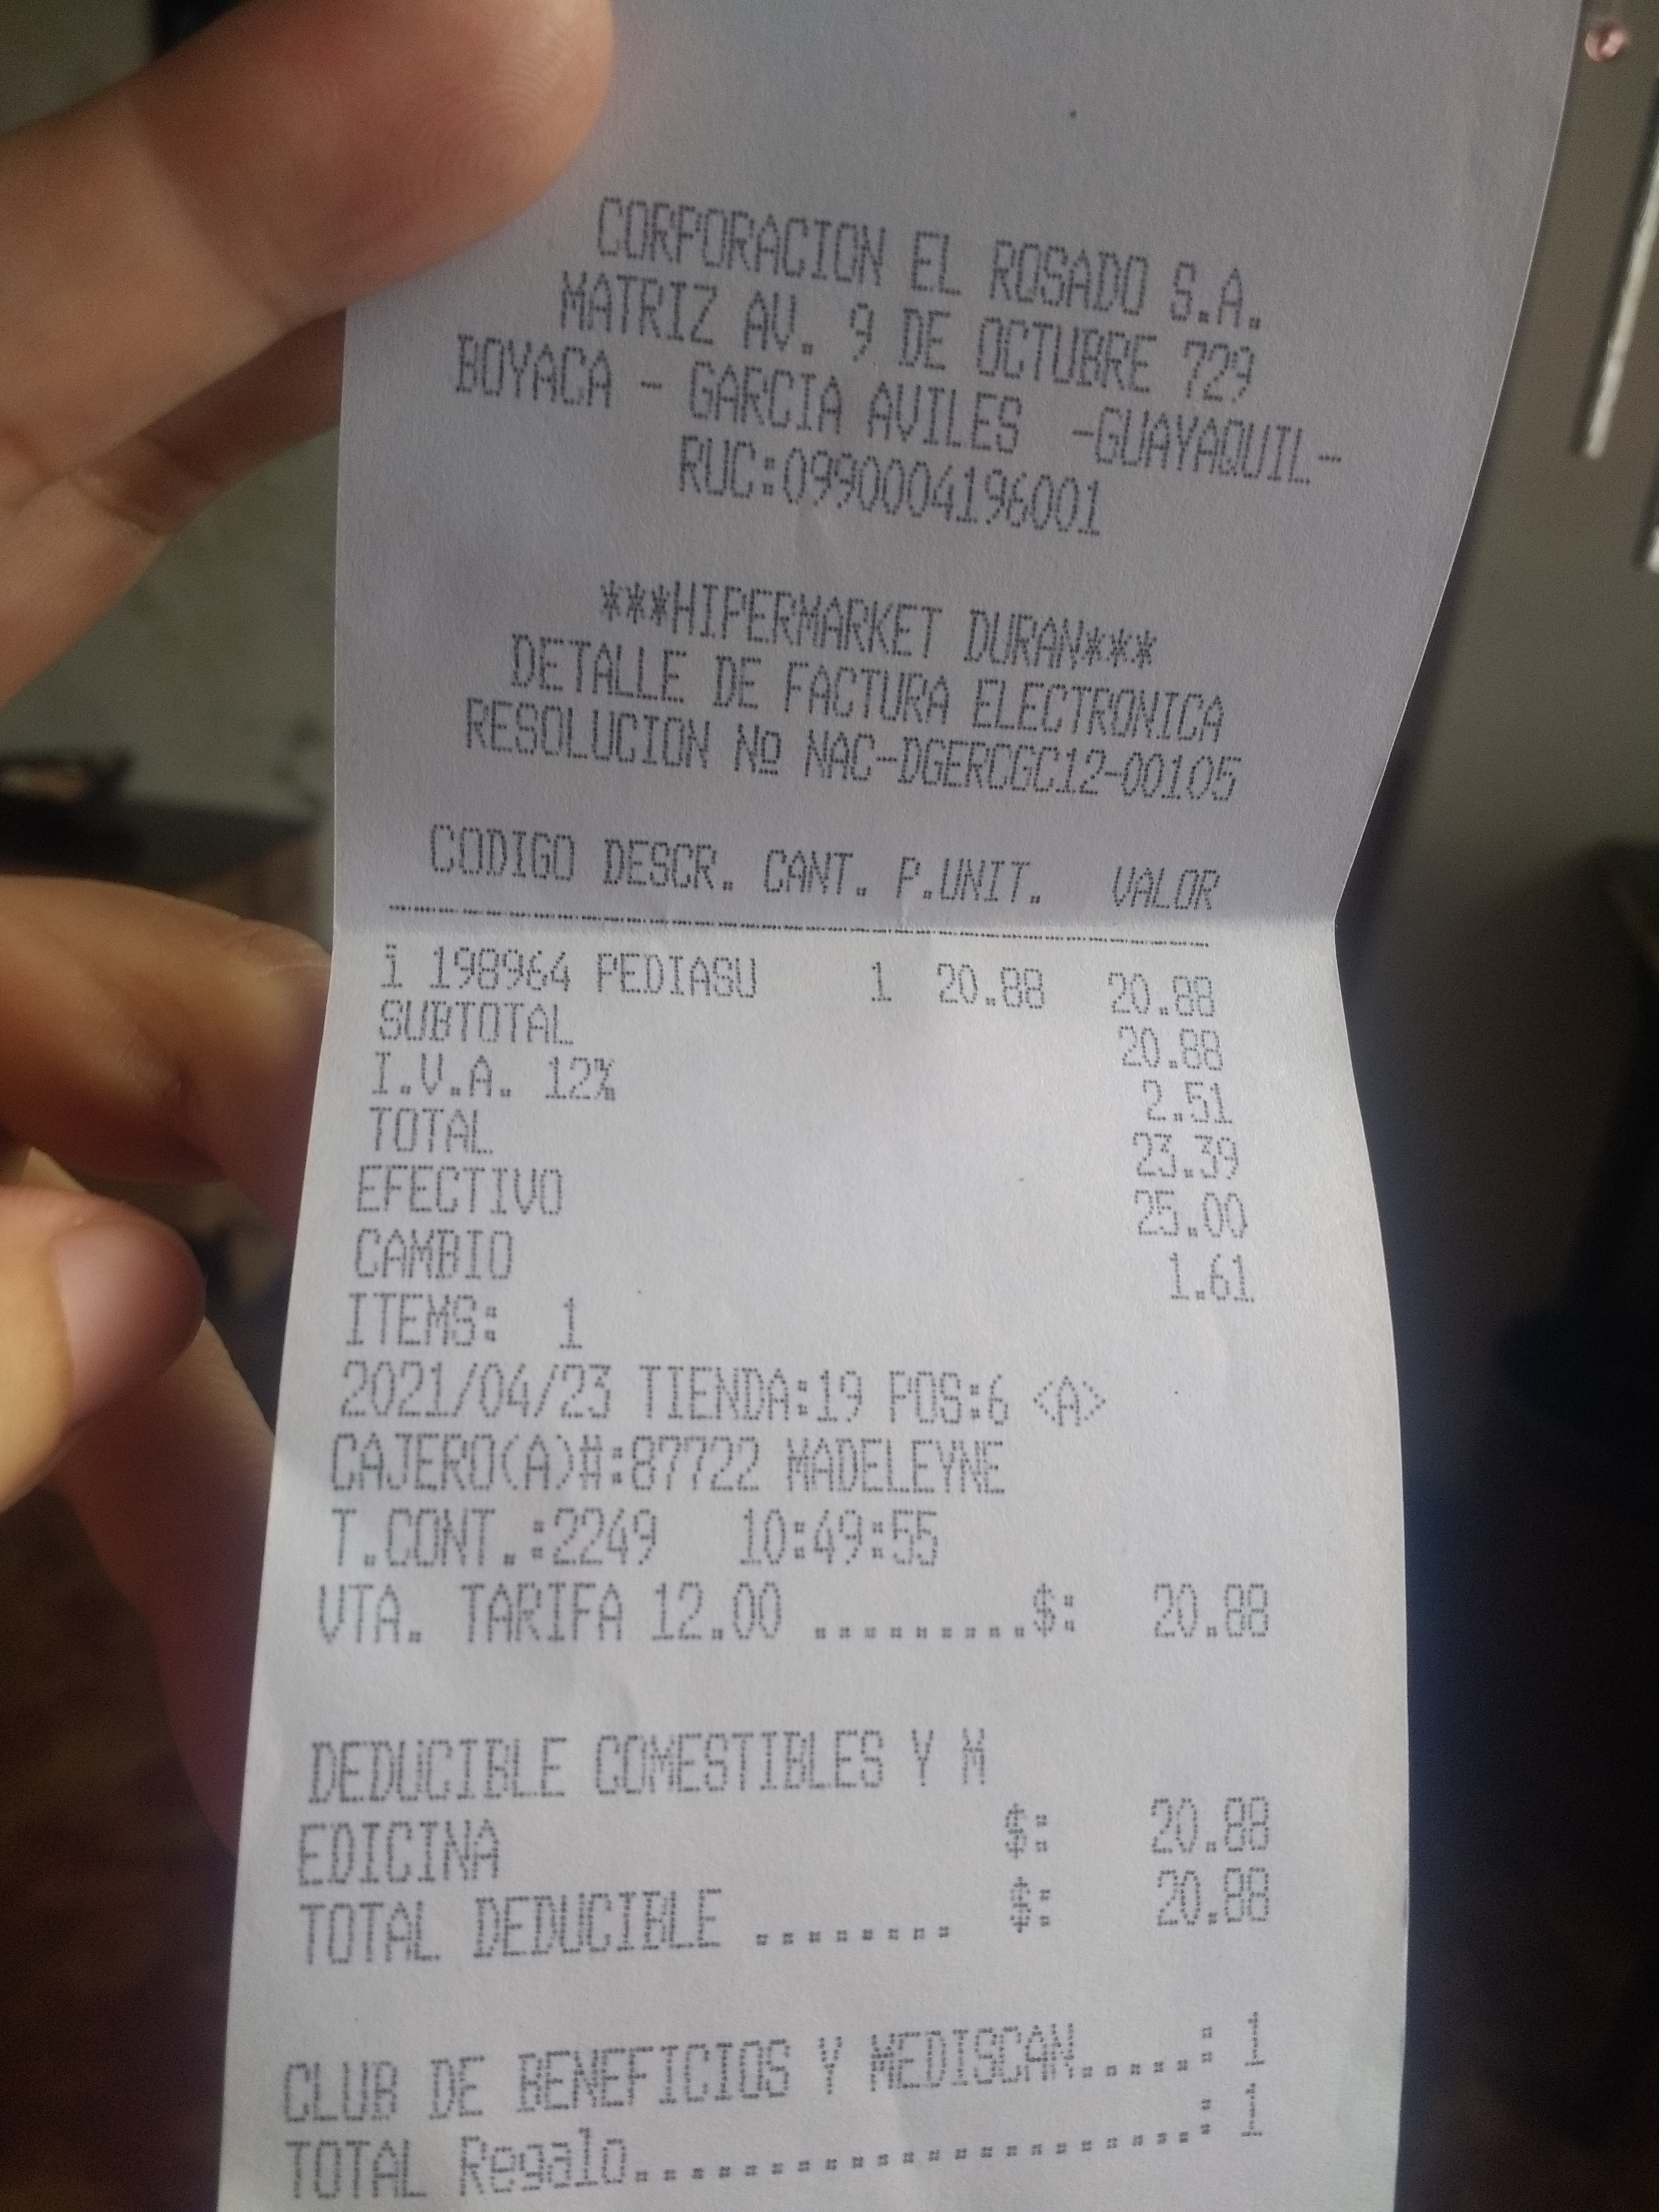 CORPORACION EL ROSADO S.A.
MATRIZ AV. 9 DE OCTUBRE 729
BOYACA - GARCIA AVILES -GUAYAQUIL-
RUC:0990004196001
***HIPERMARKET DURAN***
DETALLE DE FACTURA ELECTRONICA
RESOLUCION Nº NAC-DGERCGC12-00105
CODIGO DESCR. CANT. P.UNIT. VALOR
i 198964 PEDIASU 1 20.88 20.88
SUBTOTAL 20.88
I.V.A. 12% 2.51
TOTAL 23.39
EFECTIVO 25.00
CAMBIO 1.61
ITEMS: 1
2021/04/23 TIENDA:19 POS:6 <A>
CAJERO(A)#:87722 MADELEYNE
T.CONT.:2249 10:49:55
VTA. TARIFA 12.00 .........$: 20.88
DEDUCIBLE COMESTIBLES Y M
EDICINA $: 20.88
TOTAL DEDUCIBLE ....... $: 20.88
CLUB DE BENEFICIOS Y MEDISCAN.....: 1
TOTAL Regalo..................: 1